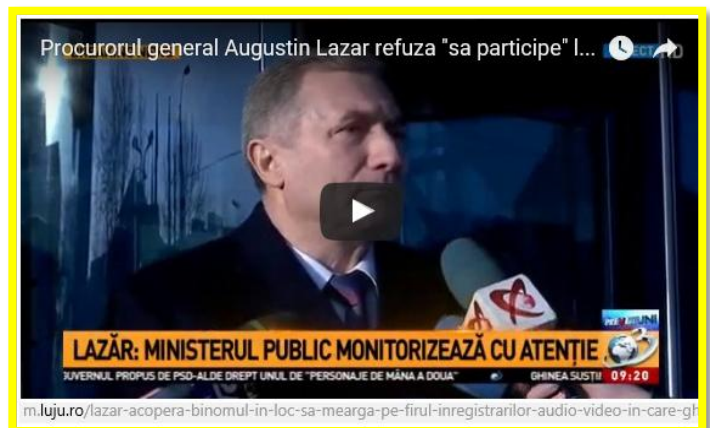 Procurorul general Augustin Lazar refuza "sa participe" l...
LAZĂR: MINISTERUL PUBLIC MONITORIZEAZĂ CU ATENȚIE
GUVERNUL PROPUS DE PSD-ALDE DREPT UNUL DE "PERSONAJE DE MÂNA A DOUA" GHINEA SUSȚI 09:20
m.luju.ro/lazar-acopera-binomul-in-loc-sa-mearga-pe-firul-inregistrarilor-audio-video-in-care-gh